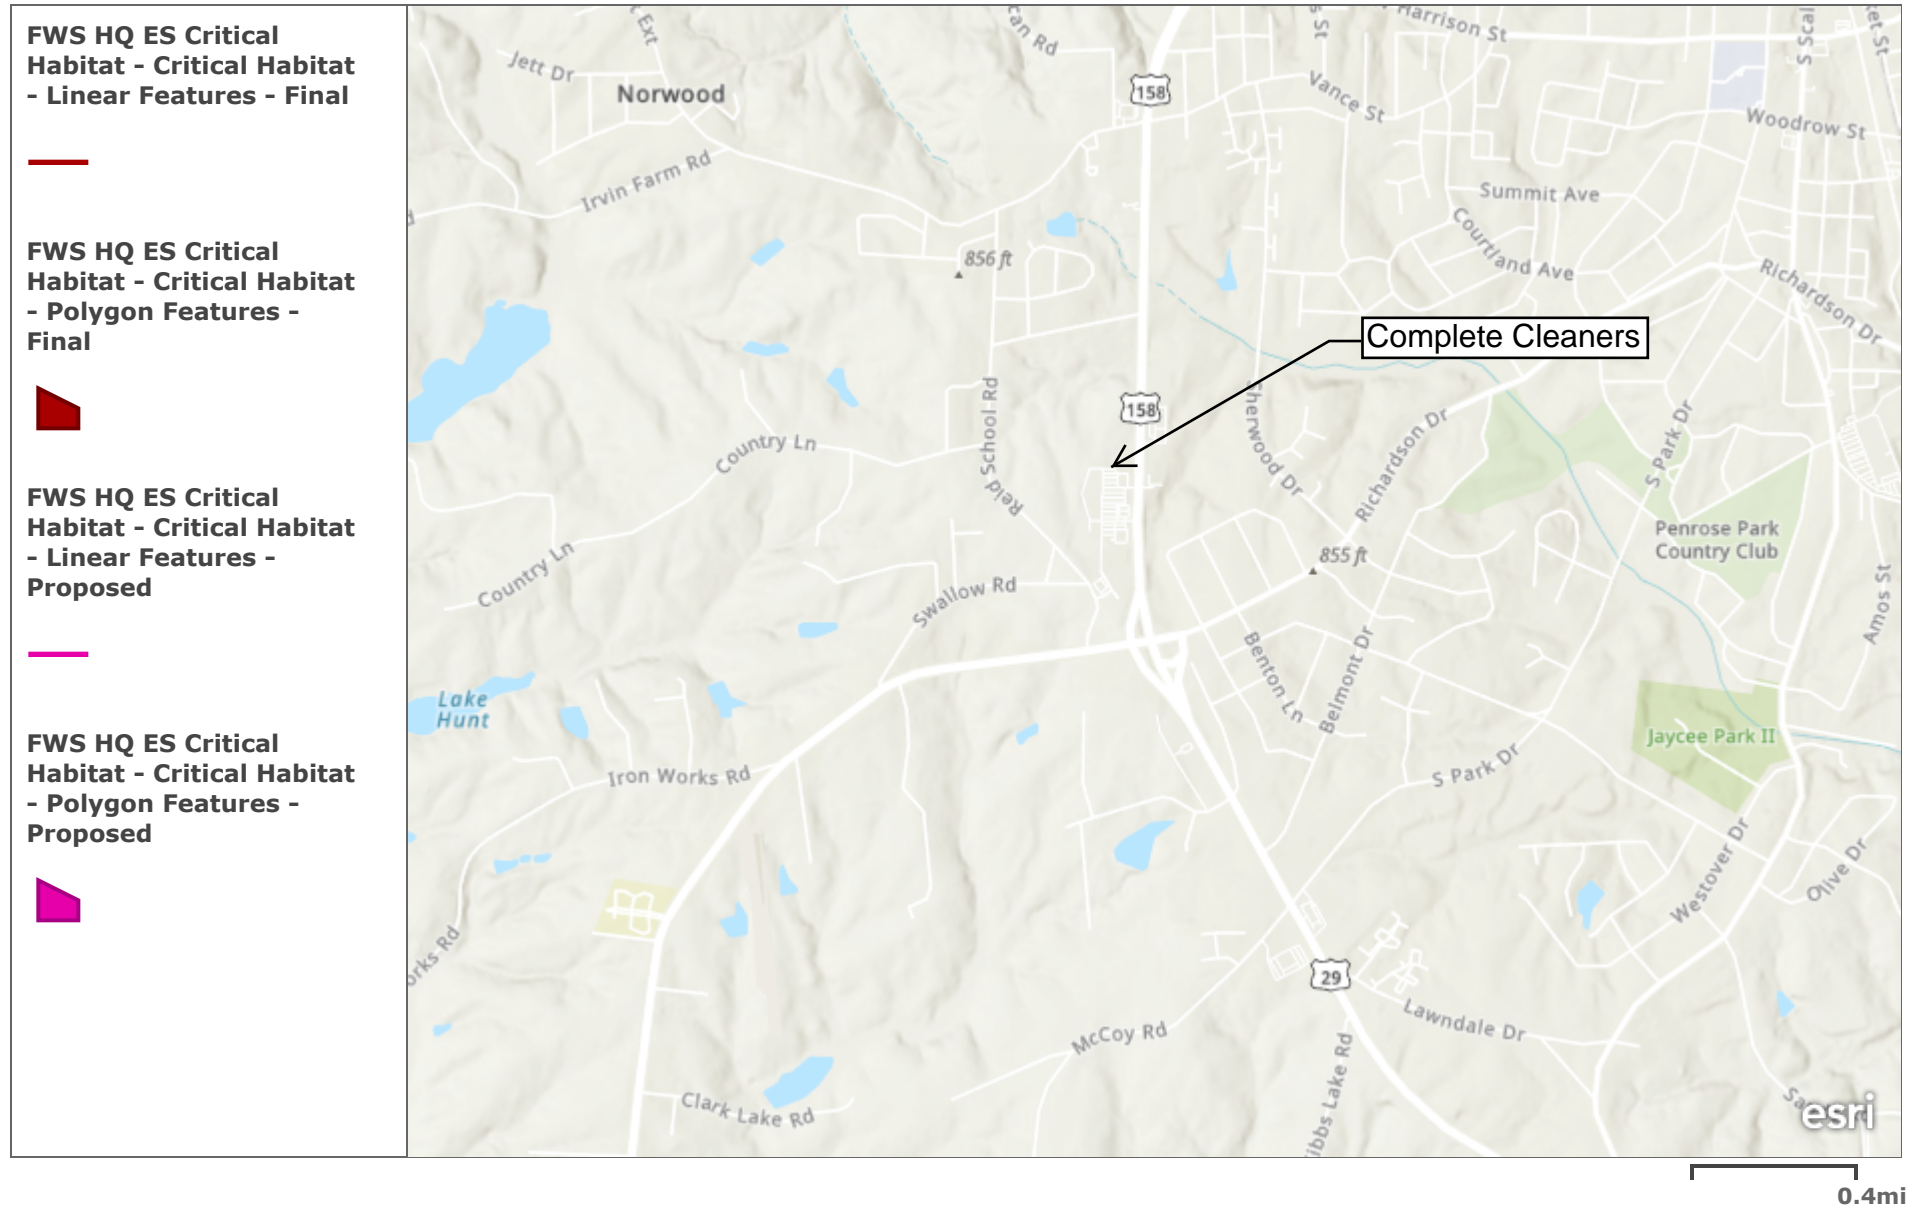 FWS HQ ES Critical
Habitat - Critical Habitat
- Linear Features - Final
FWS HQ ES Critical
Habitat - Critical Habitat
- Polygon Features -
Final
FWS HQ ES Critical
Habitat - Critical Habitat
- Linear Features -
Proposed
FWS HQ ES Critical
Habitat - Critical Habitat
- Polygon Features -
Proposed
Harrison St
Jett Dr
Norwood
158
Vance St
Woodrow St
Irvin Farm Rd
Summit Ave
Courtland Ave
856 ft
Richardson Dr
Complete Cleaners
158
Reid School Rd
Sherwood Dr
Richardson Dr
S Park Dr
Country Ln
Penrose Park
Country Club
855 ft
Country Ln
Swallow Rd
Amos St
Benton Ln
Belmont Dr
Lake
Hunt
Jaycee Park II
S Park Dr
Iron Works Rd
Westover Dr
Olive Dr
29
Lawndale Dr
McCoy Rd
Clark Lake Rd
esri
0.4mi